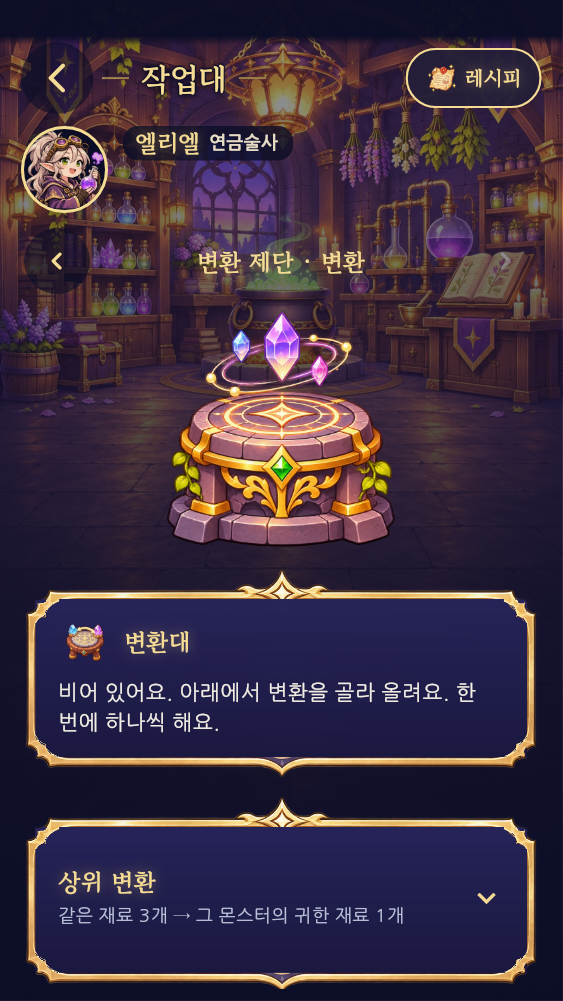 작업대
레시피
엘리엘 연금술사
변환 제단 · 변환
변환대
비어 있어요. 아래에서 변환을 골라 올려요. 한
번에 하나씩 해요.
상위 변환
같은 재료 3개 → 그 몬스터의 귀한 재료 1개